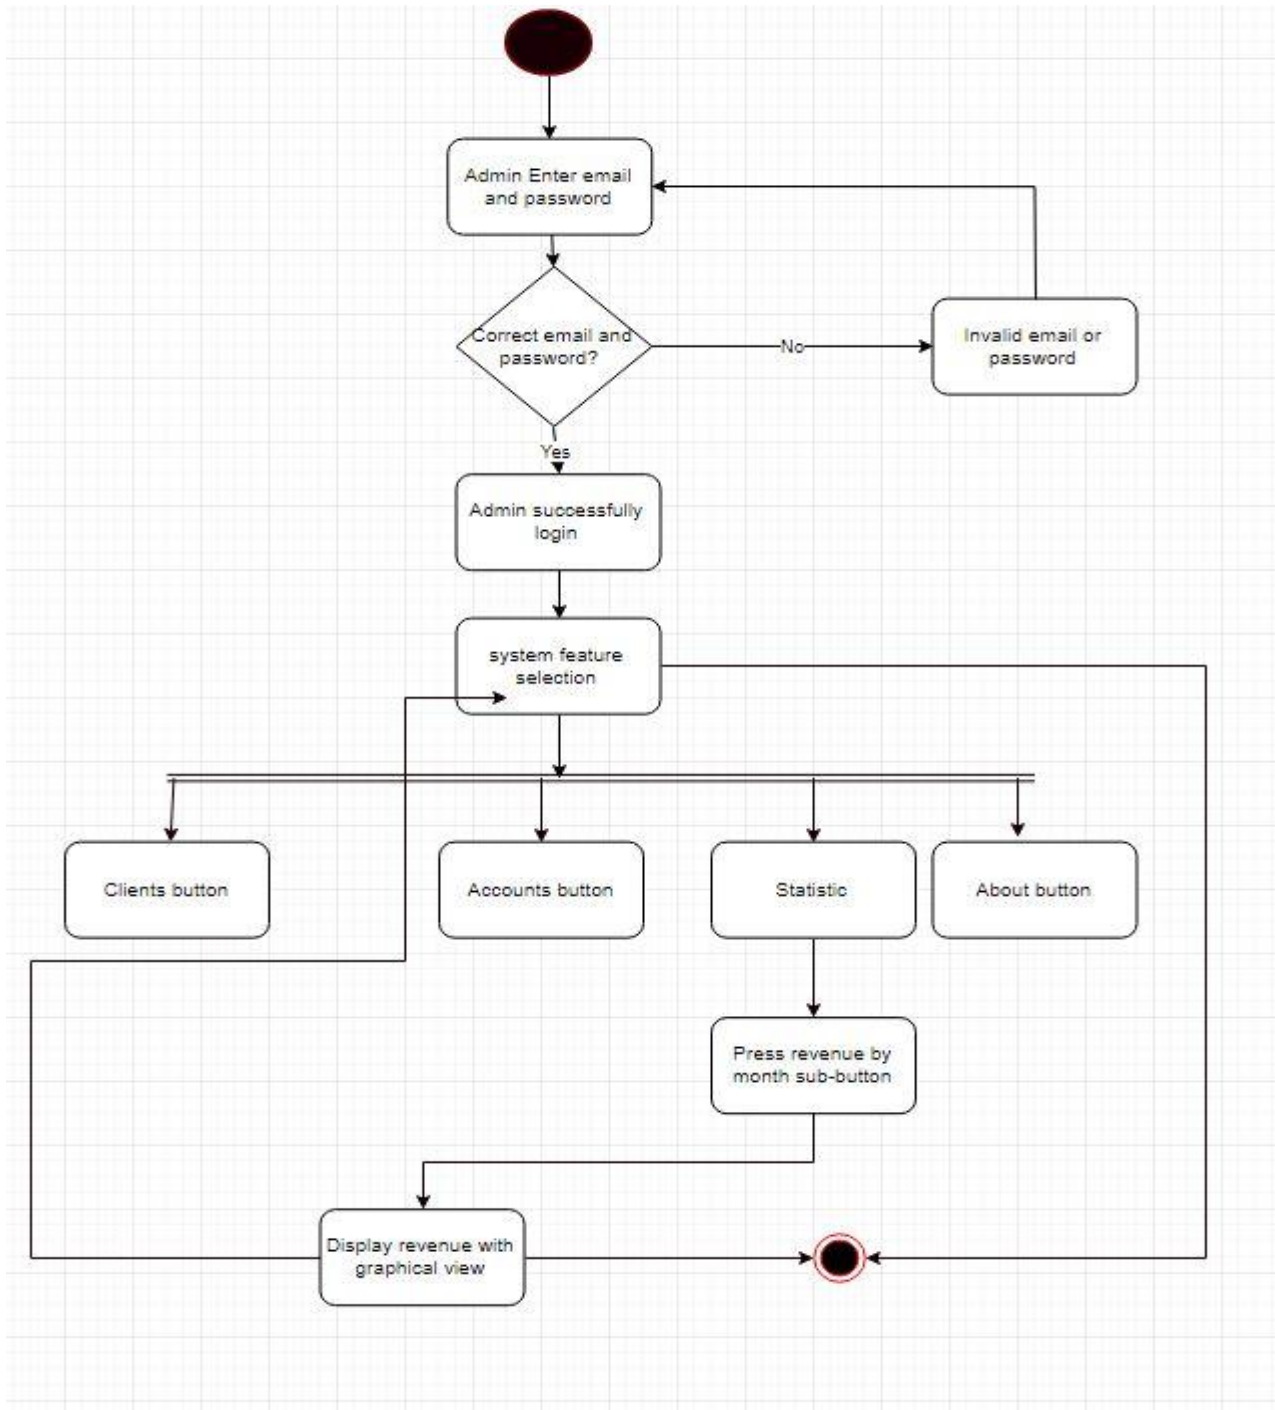 Admin Enter email
and password
Correct email and
password?
No
Invalid email or
password
Yes
Admin successfully
login
system feature
selection
Clients button
Accounts button
Statistic
About button
Press revenue by
month sub-button
Display revenue with
graphical view